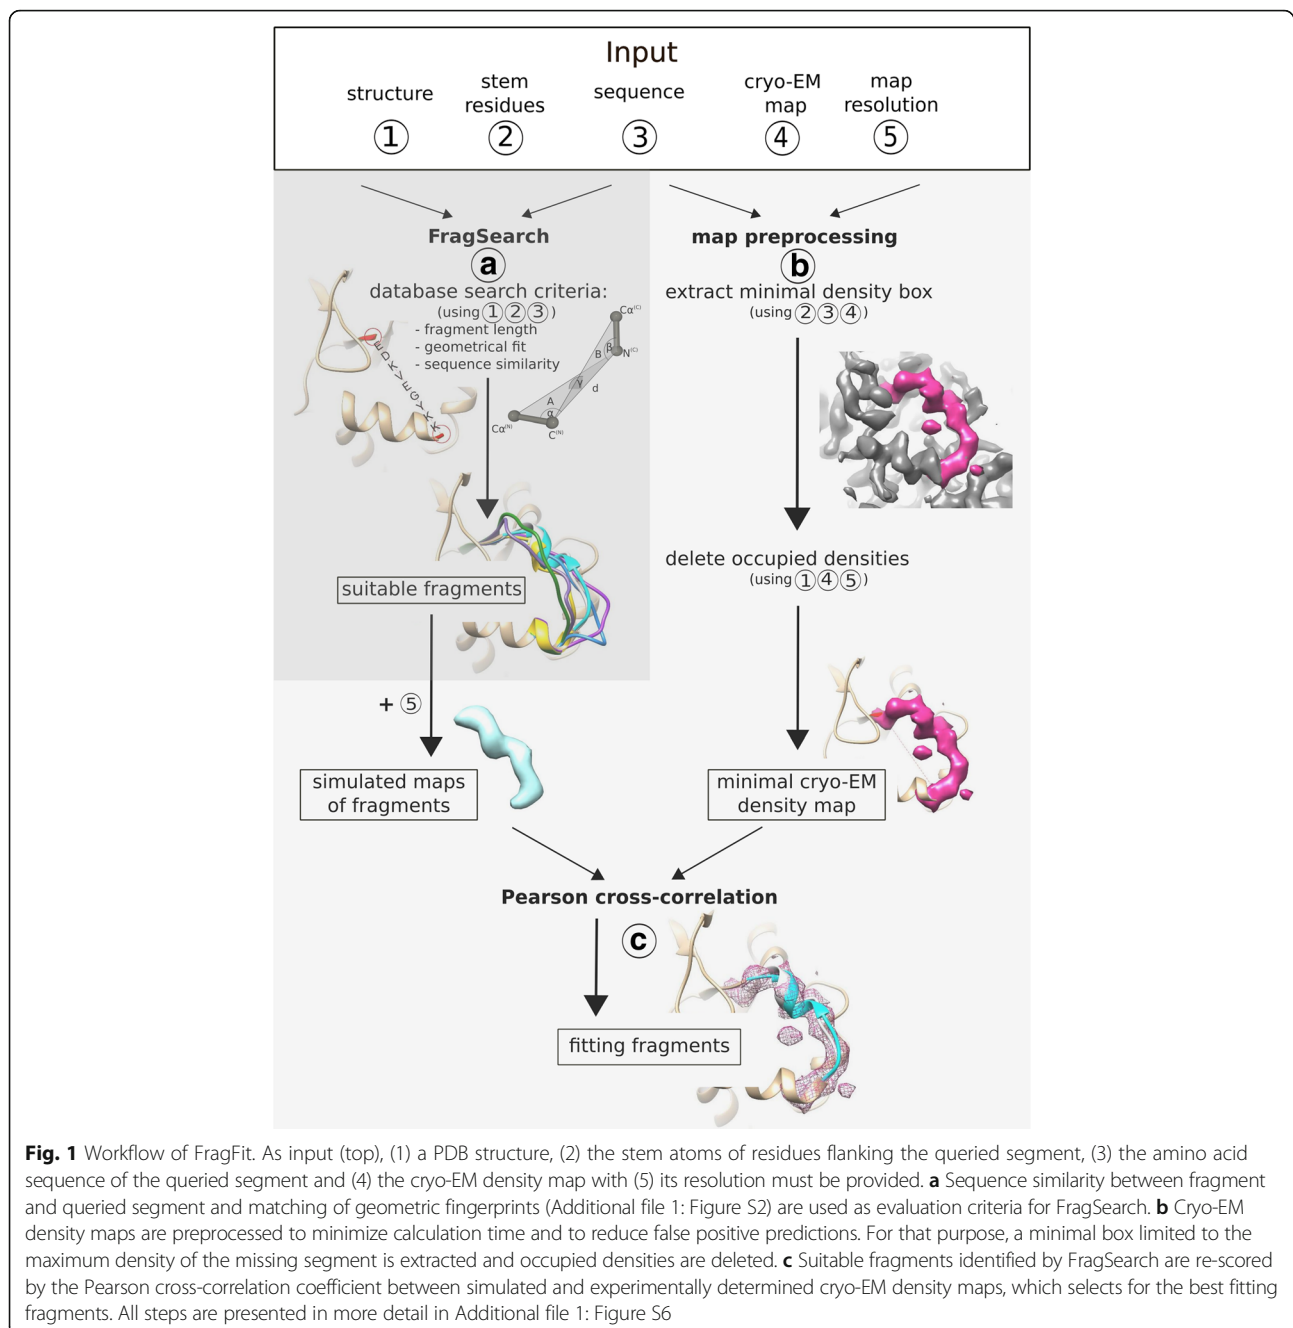 Input
structure
stem
residues
sequence
cryo-EM
map
map
resolution
1 2 3 4 5
FragSearch
a
database search criteria:
(using 1 2 3 )
- fragment length
- geometrical fit
- sequence similarity
Cα(C)
N(C)
β
B
γ
d
A
α
Cα(N)
C(N)
EDKVEGYKK
suitable fragments
+ 5
simulated maps
of fragments
map preprocessing
b
extract minimal density box
(using 2 3 4 )
delete occupied densities
(using 1 4 5 )
minimal cryo-EM
density map
Pearson cross-correlation
c
fitting fragments
Fig. 1 Workflow of FragFit. As input (top), (1) a PDB structure, (2) the stem atoms of residues flanking the queried segment, (3) the amino acid
sequence of the queried segment and (4) the cryo-EM density map with (5) its resolution must be provided. a Sequence similarity between fragment
and queried segment and matching of geometric fingerprints (Additional file 1: Figure S2) are used as evaluation criteria for FragSearch. b Cryo-EM
density maps are preprocessed to minimize calculation time and to reduce false positive predictions. For that purpose, a minimal box limited to the
maximum density of the missing segment is extracted and occupied densities are deleted. c Suitable fragments identified by FragSearch are re-scored
by the Pearson cross-correlation coefficient between simulated and experimentally determined cryo-EM density maps, which selects for the best fitting
fragments. All steps are presented in more detail in Additional file 1: Figure S6